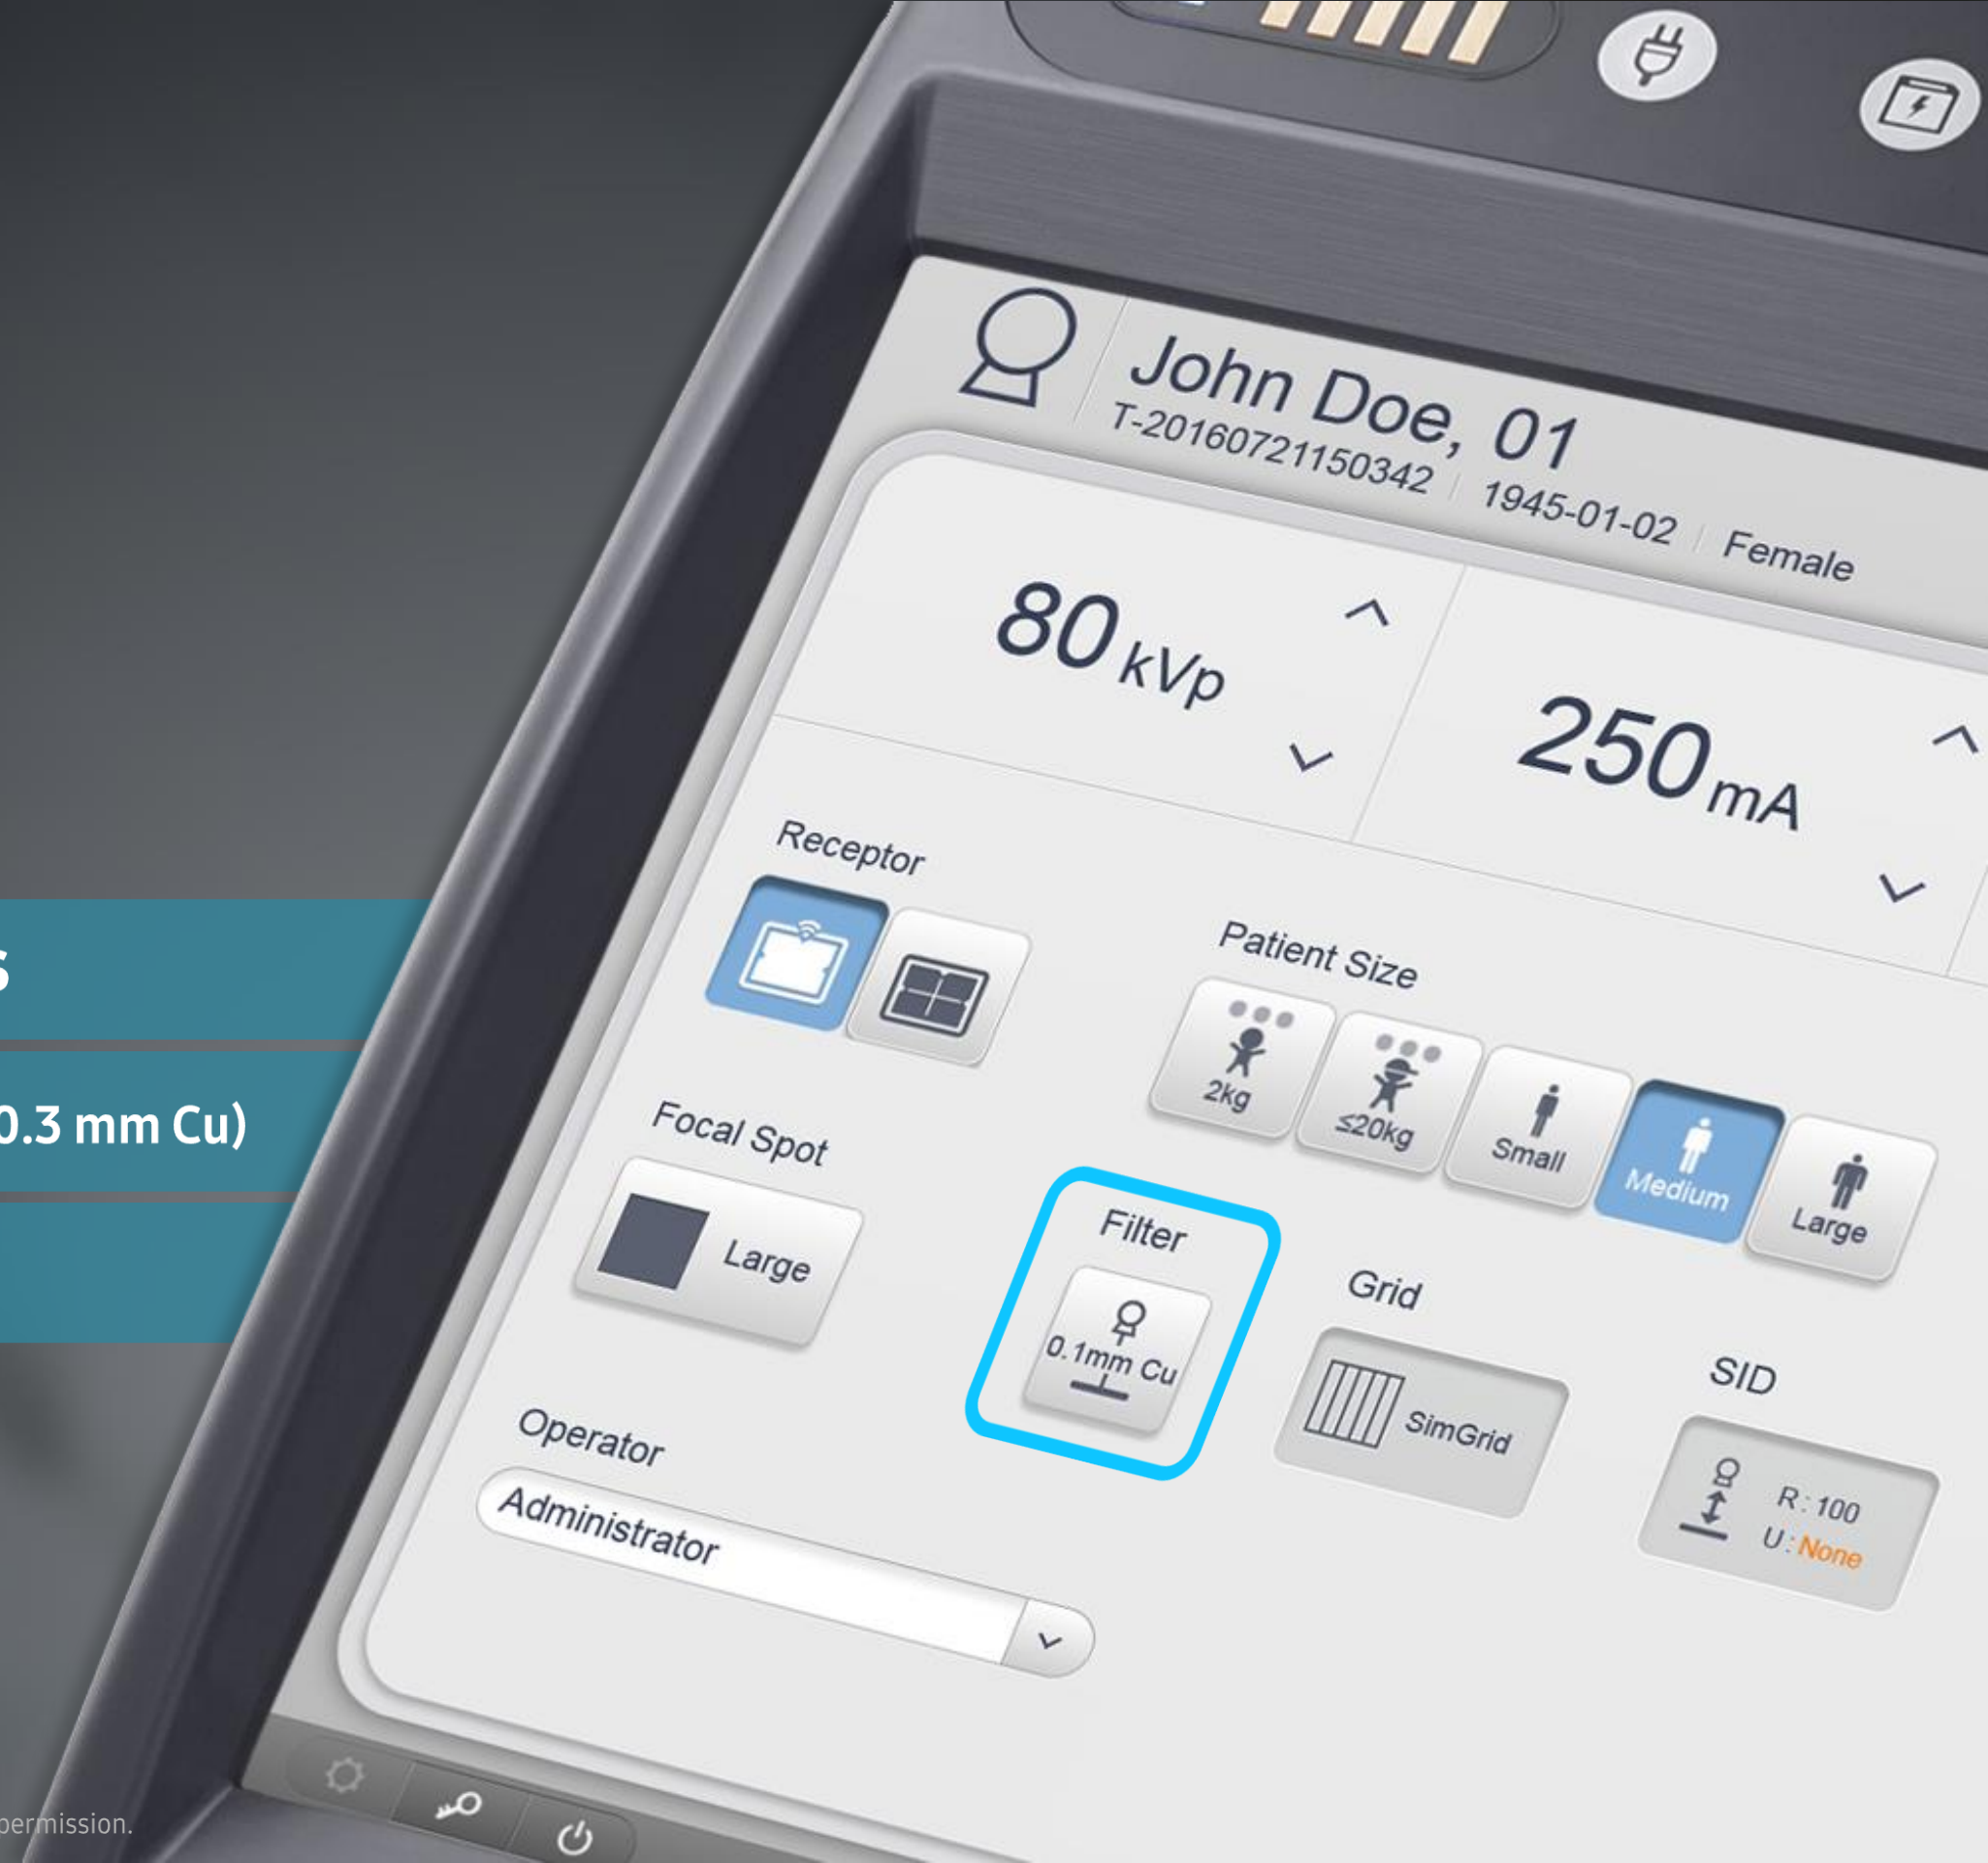 John Doe, 01
T-20160721150342 1945-01-02 Female
80 kVp
250 mA
Receptor
Patient Size
2kg
≤20kg
Small
Medium
Large
Focal Spot
Large
Filter
0.1mm Cu
Grid
SimGrid
SID
R : 100
U : None
Operator
Administrator
s
0.3 mm Cu)
permission.